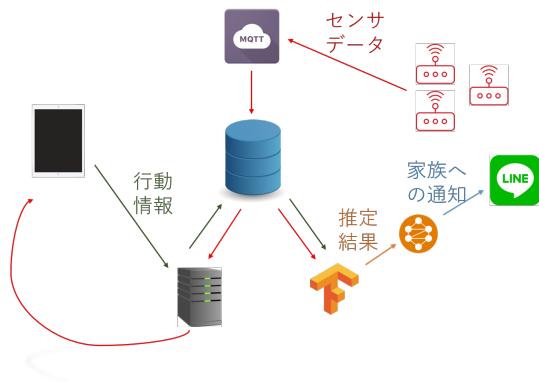 センサ
データ
MQTT
行動
情報
家族へ
の通知
LINE
推定
結果